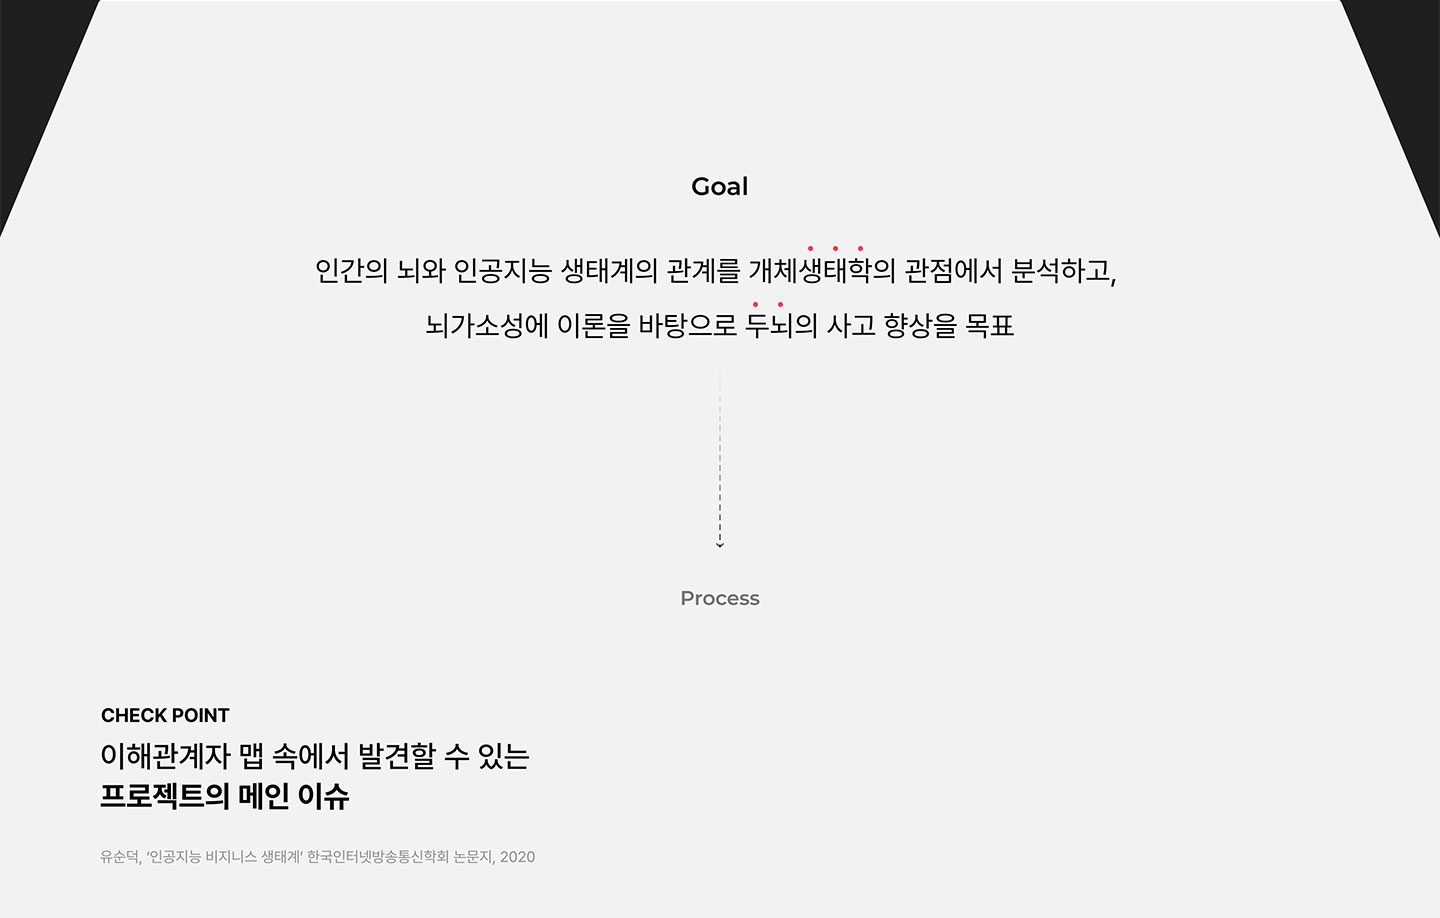 Goal
인간의 뇌와 인공지능 생태계의 관계를 개체생태학의 관점에서 분석하고,
뇌가소성에 이론을 바탕으로 두뇌의 사고 향상을 목표
Process
CHECK POINT
이해관계자 맵 속에서 발견할 수 있는
프로젝트의 메인 이슈
유순덕, ‘인공지능 비지니스 생태계’ 한국인터넷방송통신학회 논문지, 2020